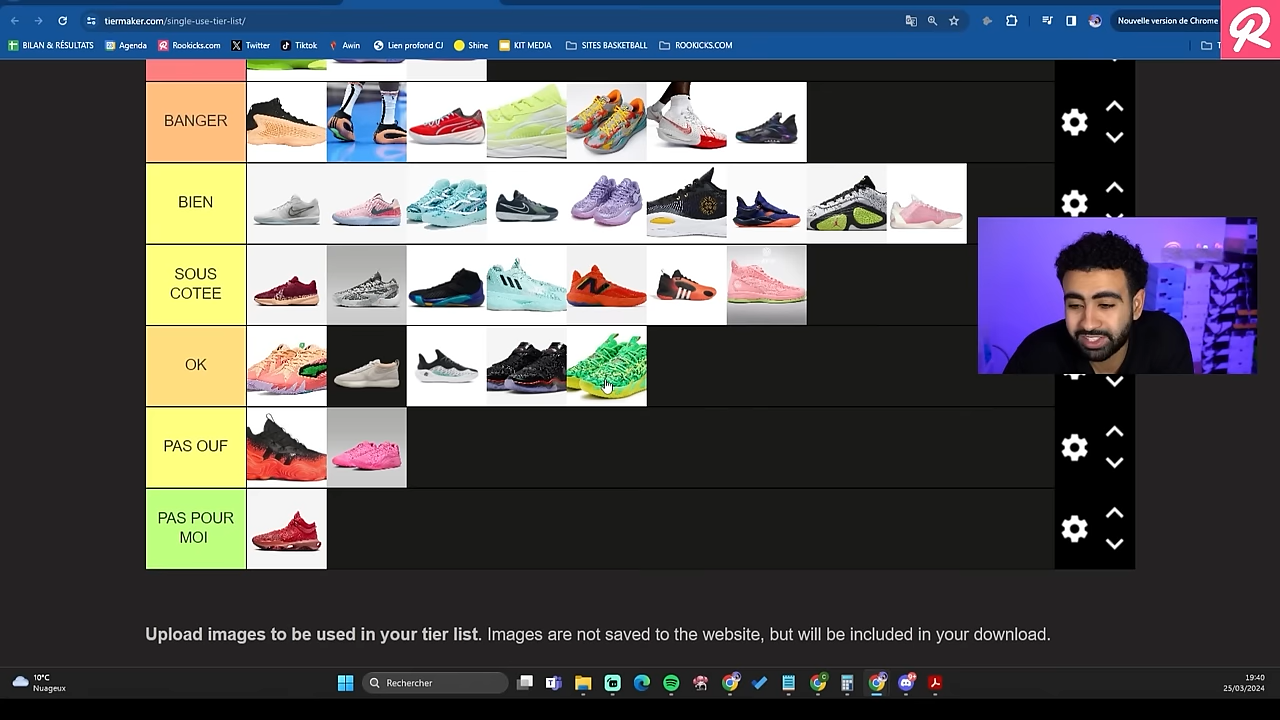 tiermaker.com/single-use-tier-list/
Nouvelle version de Chrome
BILAN & RÉSULTATS
Agenda
Rookicks.com
Twitter
Tiktok
Awin
Lien profond CJ
Shine
KIT MEDIA
SITES BASKETBALL
ROOKICKS.COM
R
BANGER
BIEN
SOUS
COTEE
OK
PAS OUF
PAS POUR
MOI
Upload images to be used in your tier list. Images are not saved to the website, but will be included in your download.
10°C
Nuageux
Rechercher
19:40
25/03/2024